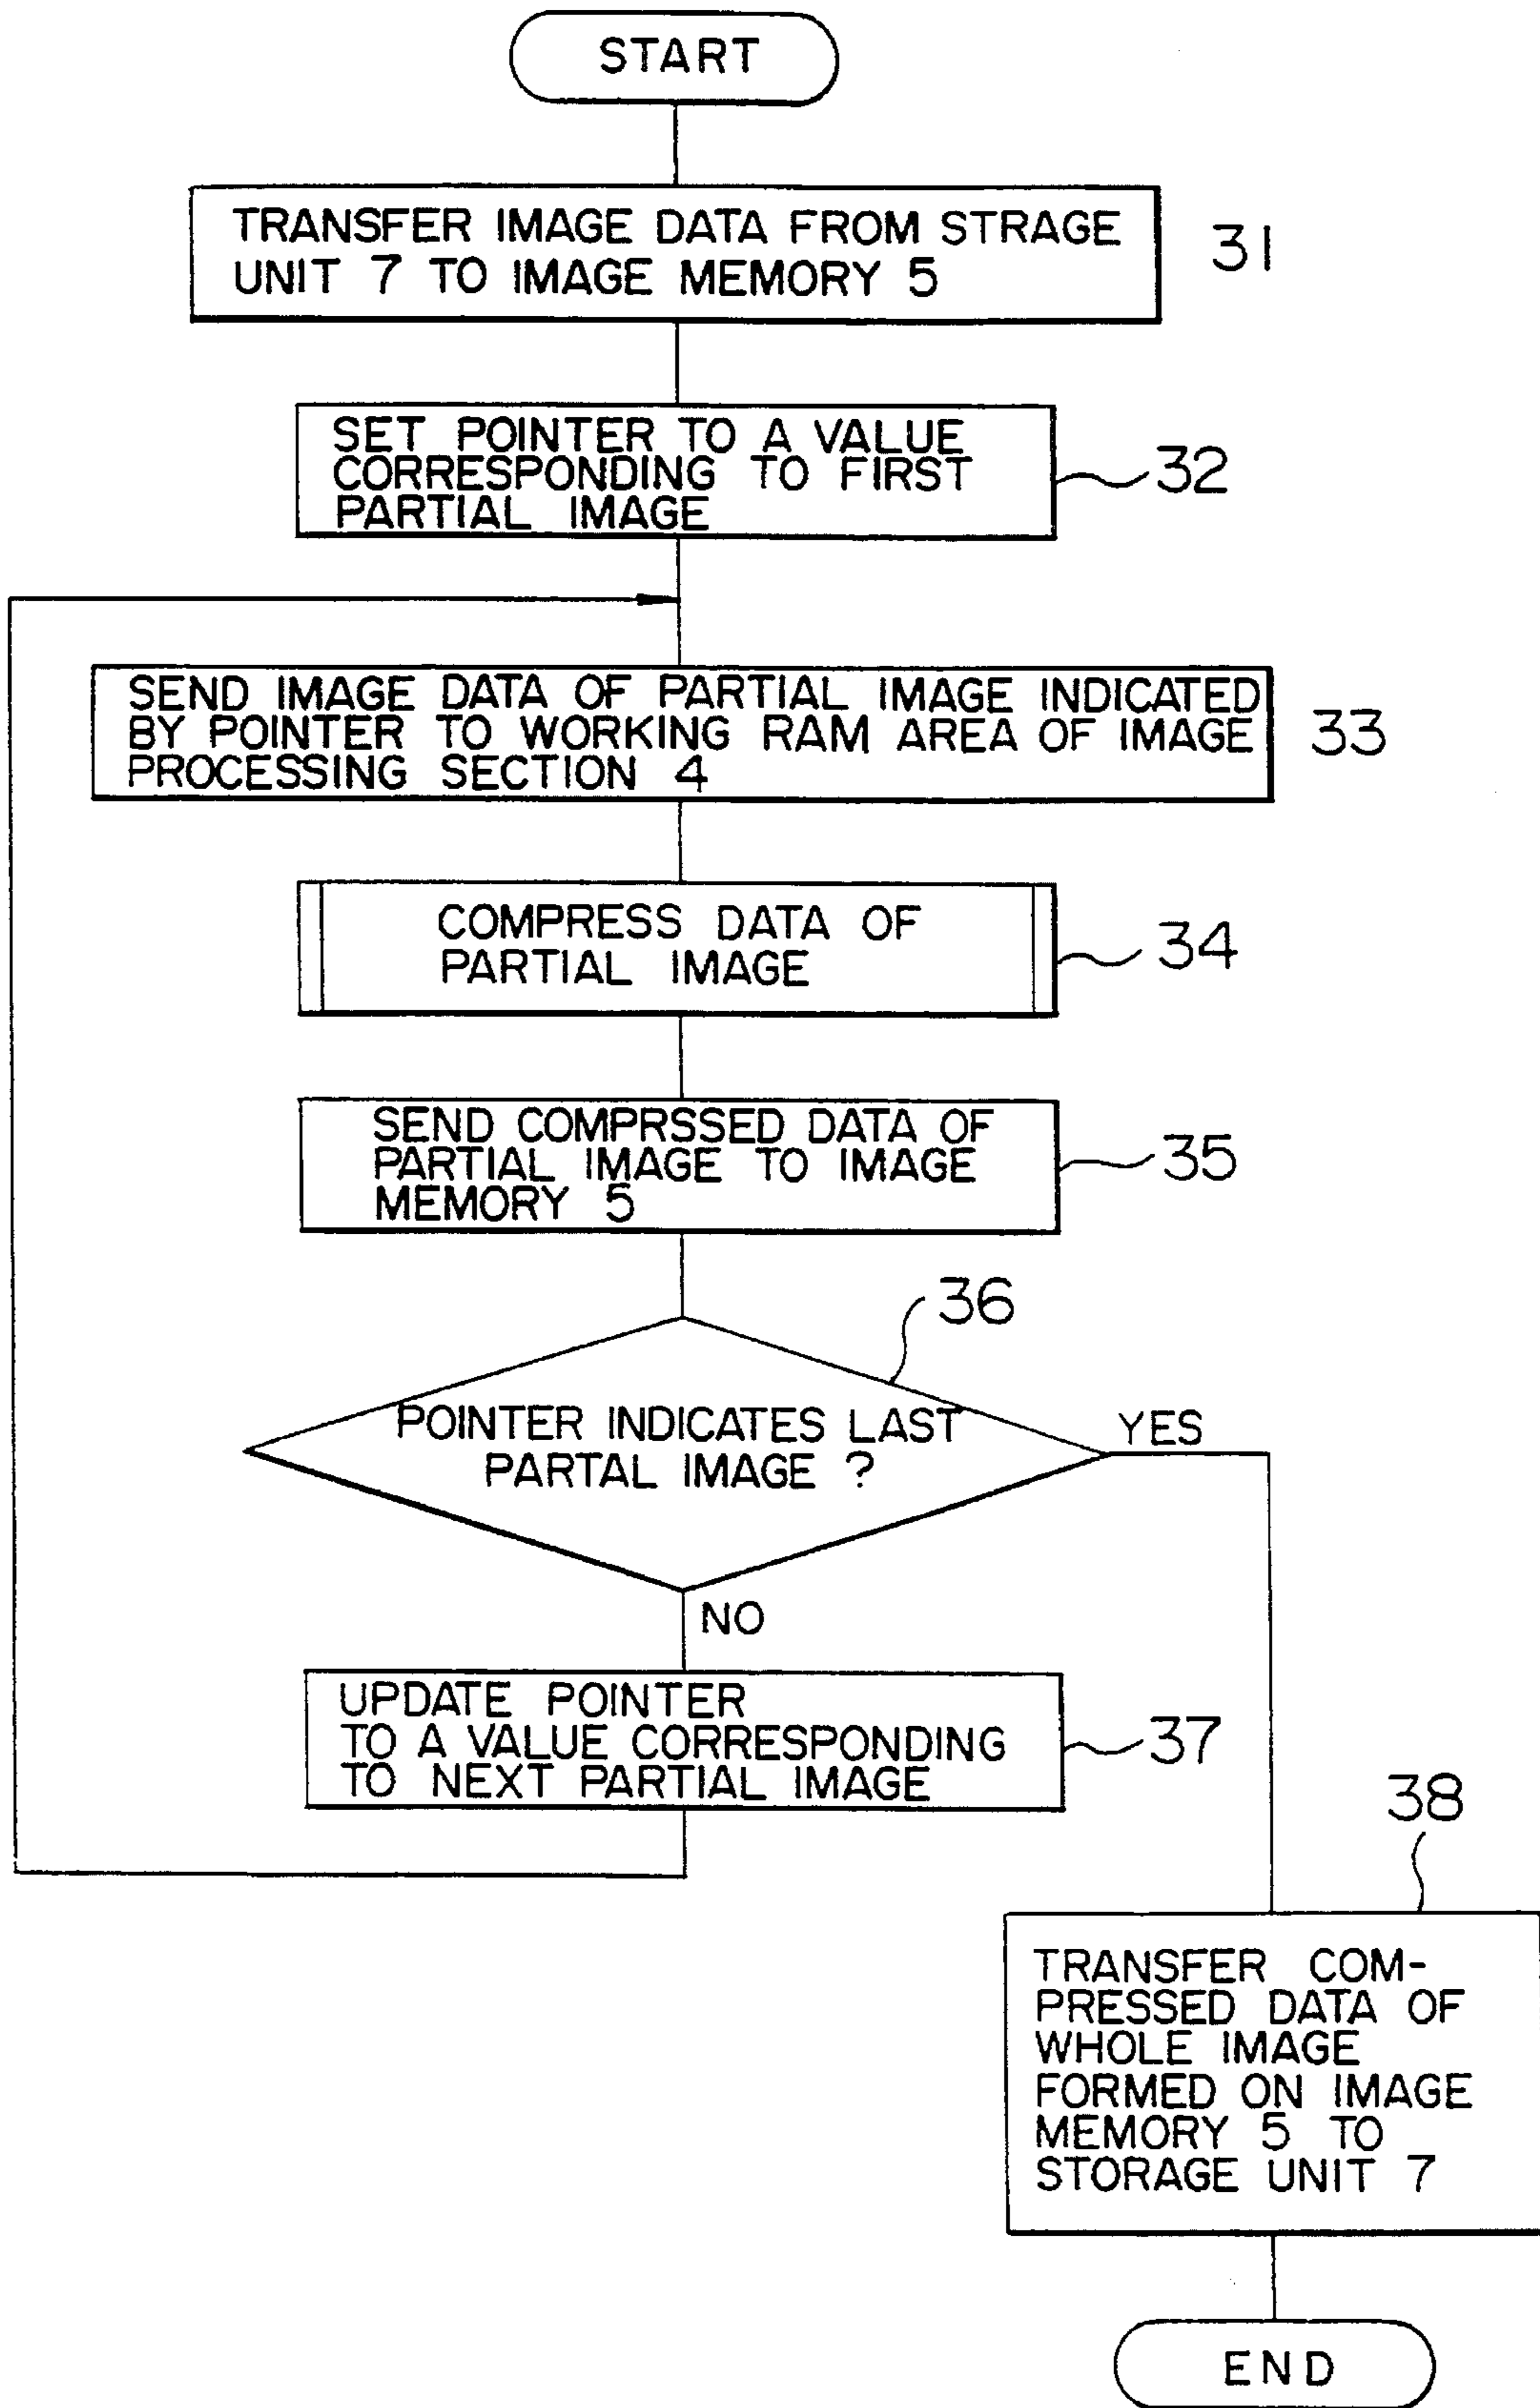 START
TRANSFER IMAGE DATA FROM STRAGE
UNIT 7 TO IMAGE MEMORY 5
31
SET POINTER TO A VALUE
CORRESPONDING TO FIRST
PARTIAL IMAGE
32
SEND IMAGE DATA OF PARTIAL IMAGE INDICATED
BY POINTER TO WORKING RAM AREA OF IMAGE
PROCESSING SECTION 4
33
COMPRESS DATA OF
PARTIAL IMAGE
34
SEND COMPRSSED DATA OF
PARTIAL IMAGE TO IMAGE
MEMORY 5
35
36
POINTER INDICATES LAST
PARTAL IMAGE ?
YES
NO
UPDATE POINTER
TO A VALUE CORRESPONDING
TO NEXT PARTIAL IMAGE
37
38
TRANSFER COM-
PRESSED DATA OF
WHOLE IMAGE
FORMED ON IMAGE
MEMORY 5 TO
STORAGE UNIT 7
END